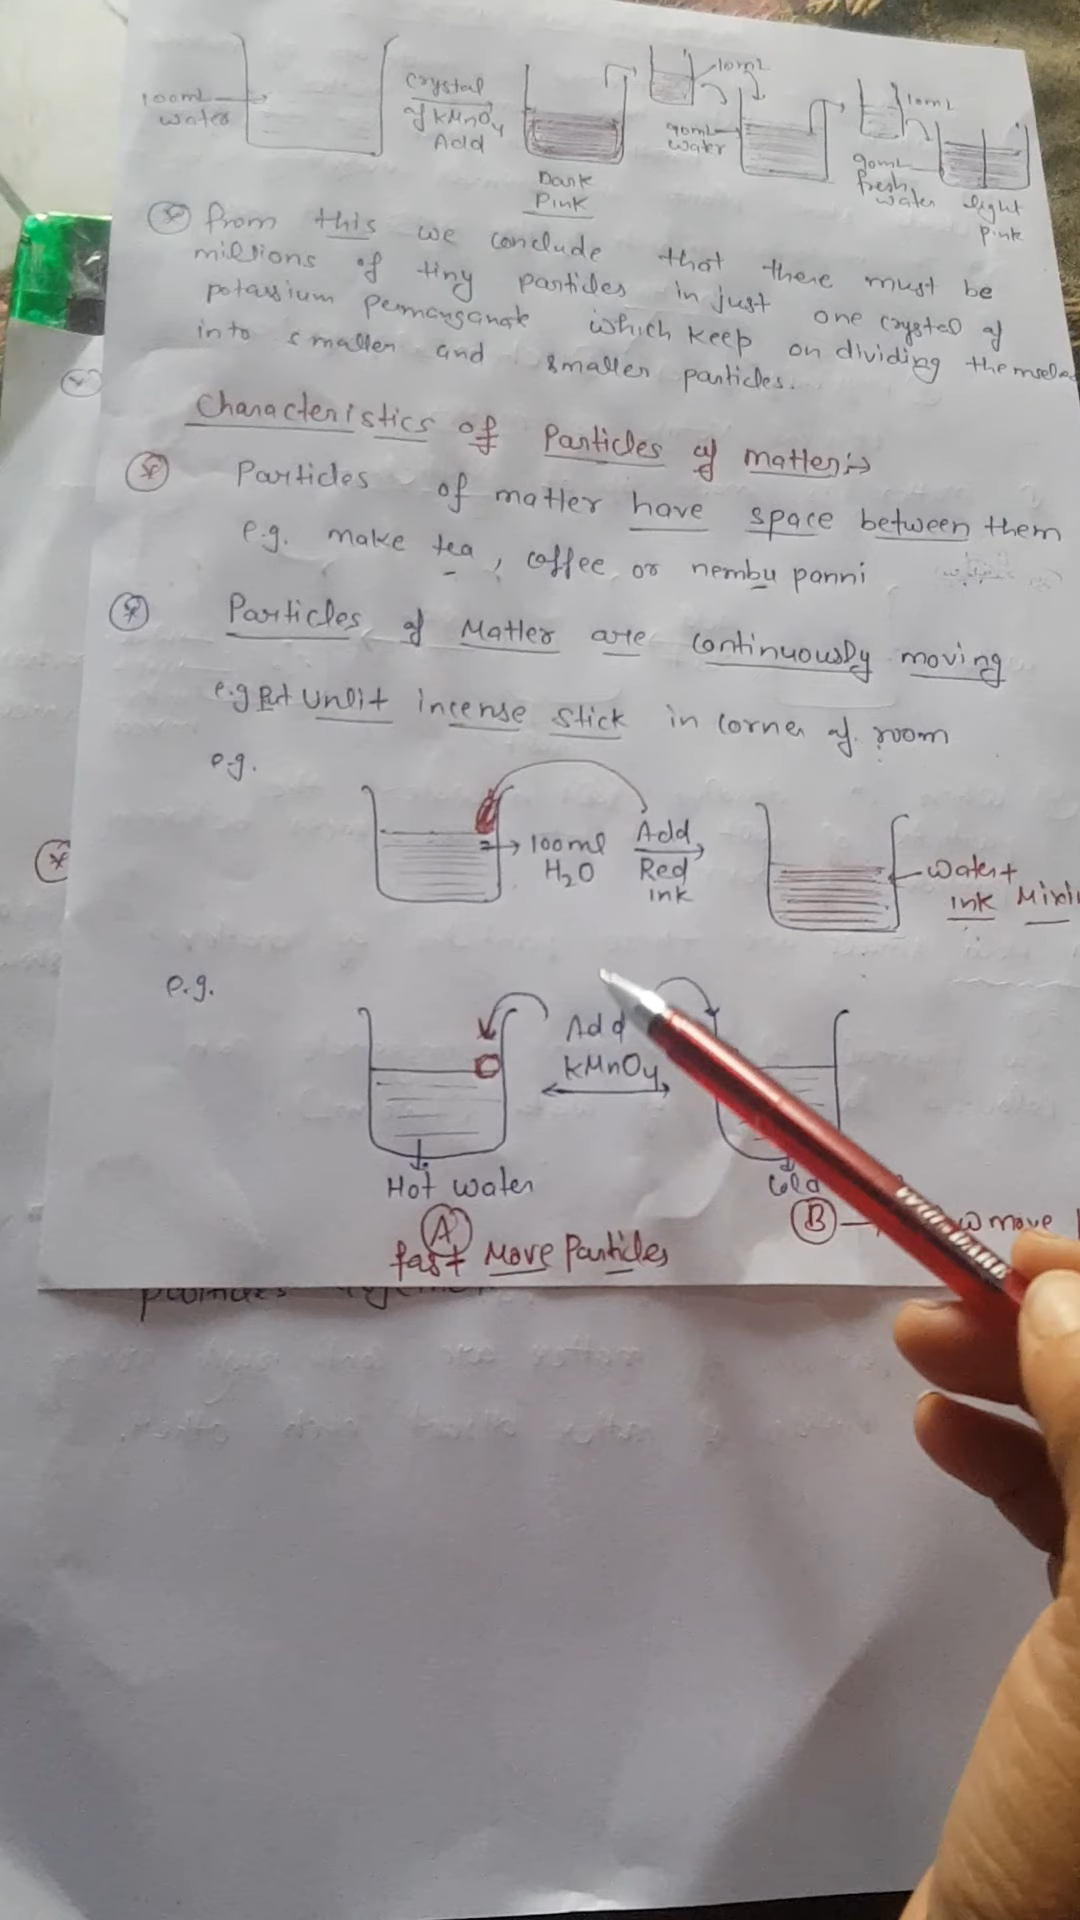 100mL
water
Crystal
of KMnO4
Add
Dark
Pink
10mL
90mL
water
10mL
90mL
fresh
water
light
pink
from this we conclude that there must be
millions of tiny particles in just one crystal of
potassium permanganate which keep on dividing
into smaller and smaller particles.
Characteristics of Particles of matter:->
Particles of matter have space between them
e.g. make tea, coffee or nembu panni
Particles of Matter are continuously moving
e.g Put Unlit incense stick in corner of room
e.g.
100ml
H2O
Add
Red
ink
water+
ink
e.g.
Add
KMnO4
Hot water
(A)
fast Move Particles
(B) move
particles